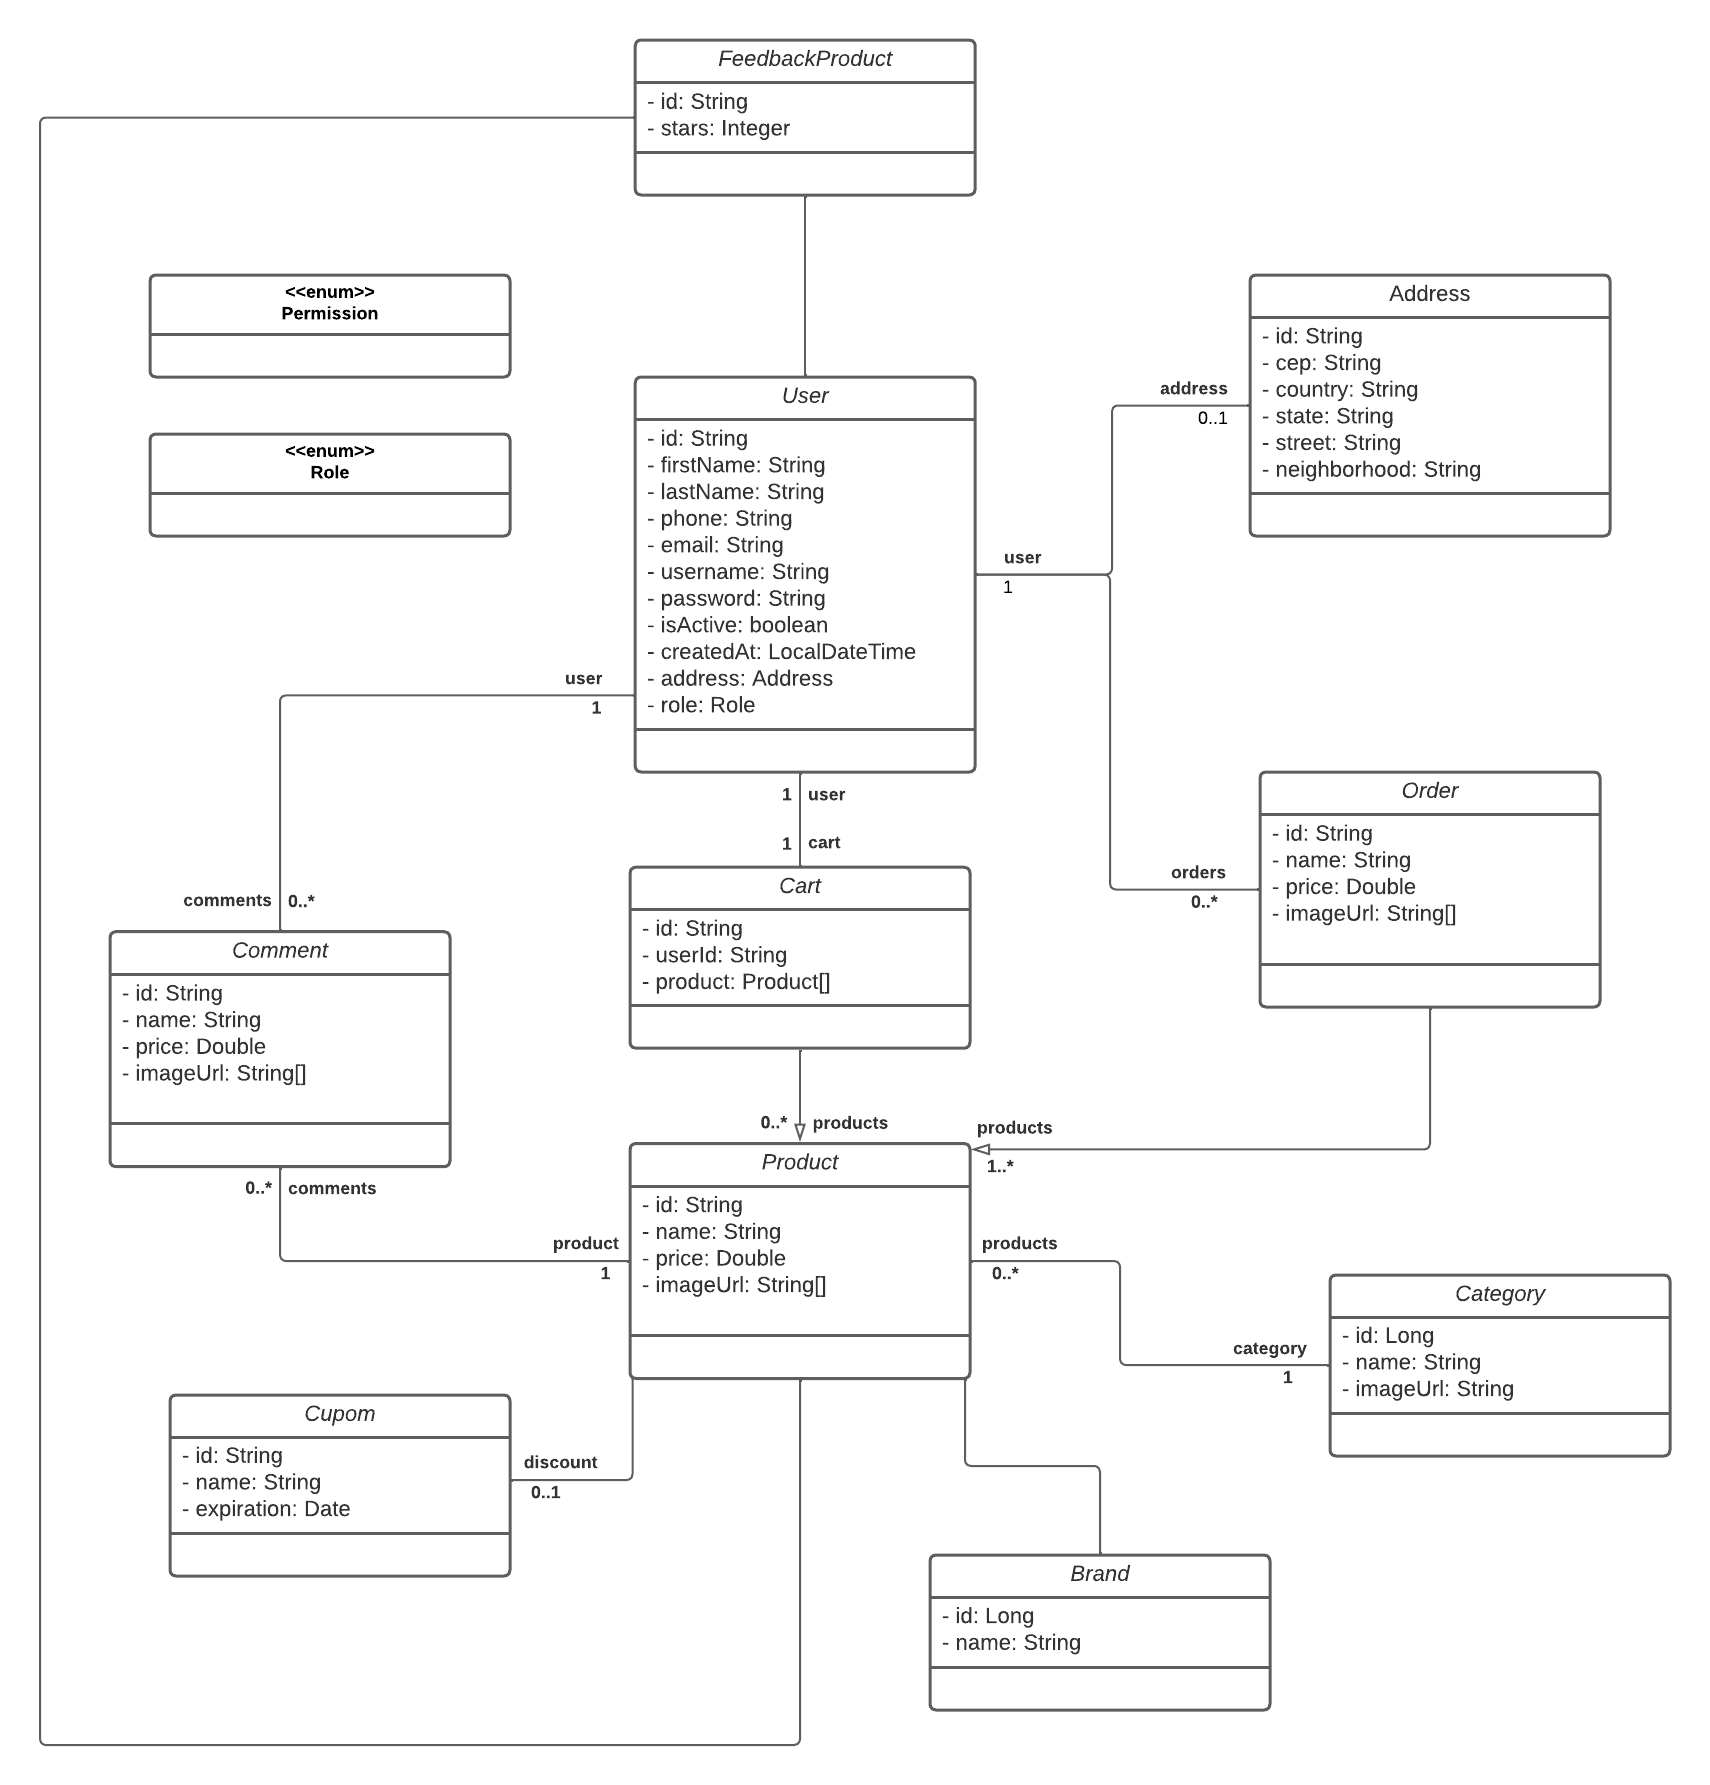 FeedbackProduct
- id: String
- stars: Integer
<<enum>>
Permission
<<enum>>
Role
User
- id: String
- firstName: String
- lastName: String
- phone: String
- email: String
- username: String
- password: String
- isActive: boolean
- createdAt: LocalDateTime
- address: Address
- role: Role
Address
- id: String
- cep: String
- country: String
- state: String
- street: String
- neighborhood: String
address
0..1
user
1
user
1
1 user
1 cart
orders
0..*
Order
- id: String
- name: String
- price: Double
- imageUrl: String[]
comments 0..*
Comment
- id: String
- name: String
- price: Double
- imageUrl: String[]
Cart
- id: String
- userId: String
- product: Product[]
0..* products
products
1..*
0..* comments
product
1
Product
- id: String
- name: String
- price: Double
- imageUrl: String[]
products
0..*
category
1
Category
- id: Long
- name: String
- imageUrl: String
Cupom
- id: String
- name: String
- expiration: Date
discount
0..1
Brand
- id: Long
- name: String